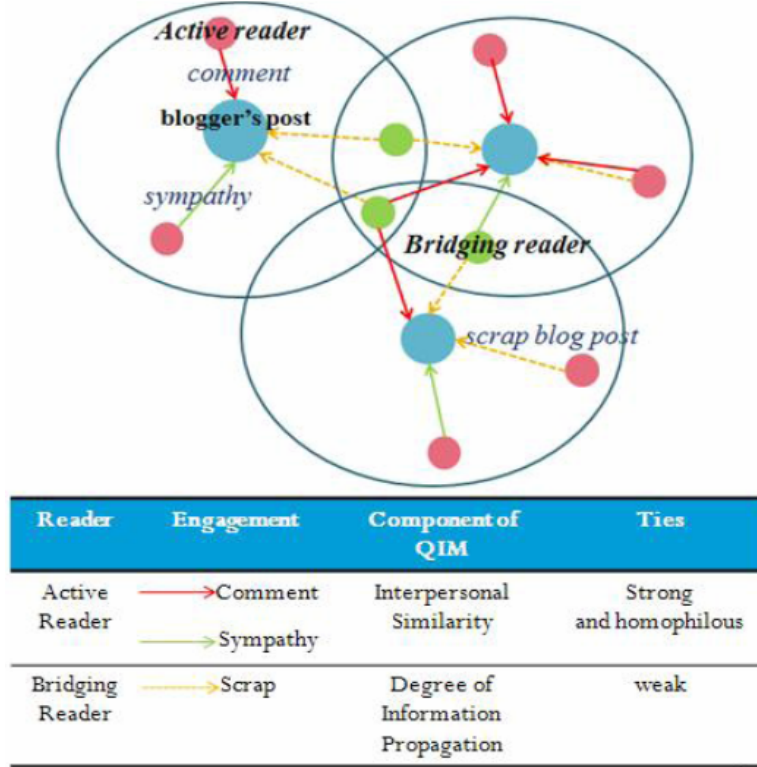 Active reader
comment
blogger's post
sympathy
Bridging reader
scrap blog post
Reader Engagement Component of QIM Ties
Active Reader Comment Interpersonal Similarity Strong and homophilous
Sympathy
Bridging Reader Scrap Degree of Information Propagation weak